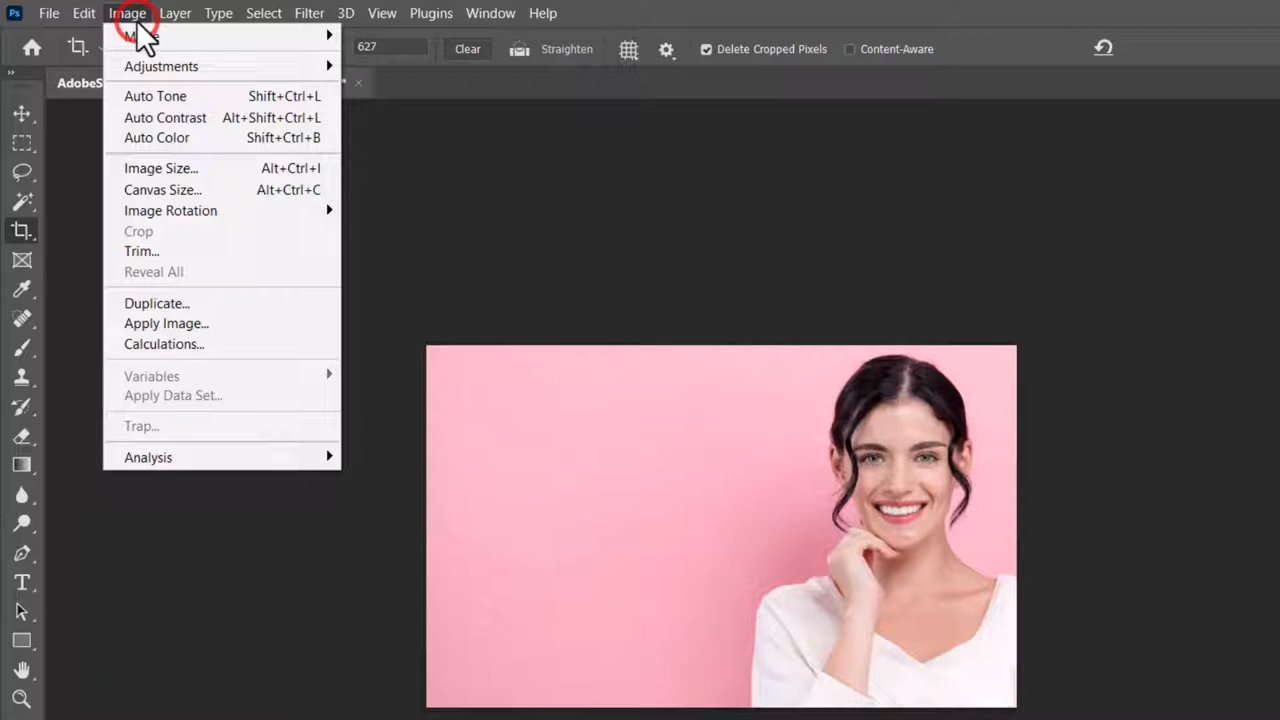 Ps File Edit Image Layer Type Select Filter 3D View Plugins Window Help
627 Clear Straighten Delete Cropped Pixels Content-Aware
Adjustments
AdobeS
Auto Tone Shift+Ctrl+L
Auto Contrast Alt+Shift+Ctrl+L
Auto Color Shift+Ctrl+B
Image Size... Alt+Ctrl+I
Canvas Size... Alt+Ctrl+C
Image Rotation
Crop
Trim...
Reveal All
Duplicate...
Apply Image...
Calculations...
Variables
Apply Data Set...
Trap...
Analysis